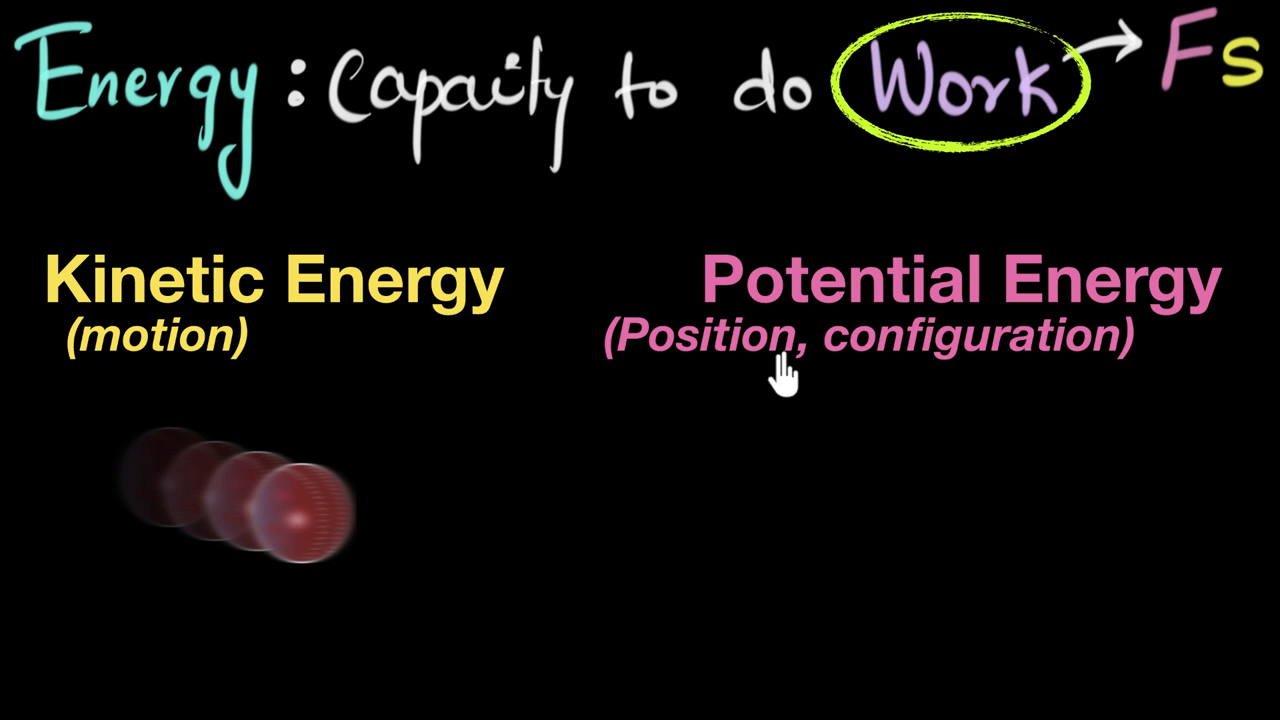 Energy : Capacity to do Work → Fs
Kinetic Energy
(motion)
Potential Energy
(Position, configuration)